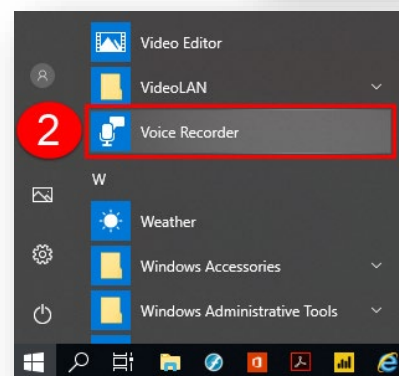 Video Editor
VideoLAN
2
Voice Recorder
W
Weather
Windows Accessories
Windows Administrative Tools